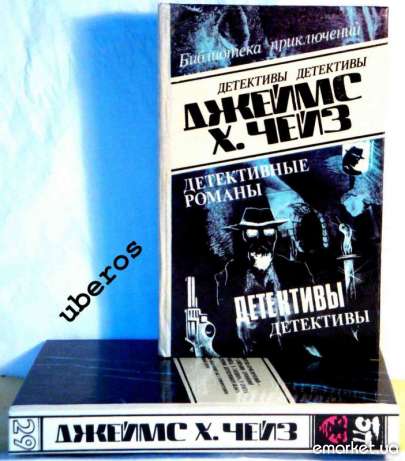 Библиотека приключений
ДЕТЕКТИВЫ ДЕТЕКТИВЫ
ДЖЕЙМС
Х. ЧЕЙЗ
ДЕТЕКТИВНЫЕ
РОМАНЫ
ДЕТЕКТИВЫ
ДЕТЕКТИВЫ
uberos
29
ДЖЕЙМС Х. ЧЕЙЗ
emarket.ua